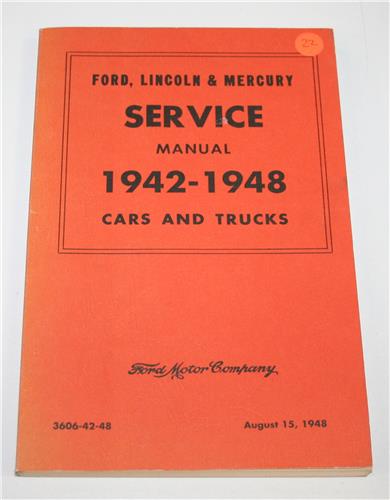 22
FORD, LINCOLN & MERCURY
SERVICE
MANUAL
1942-1948
CARS AND TRUCKS
Ford Motor Company
3606-42-48 August 15, 1948